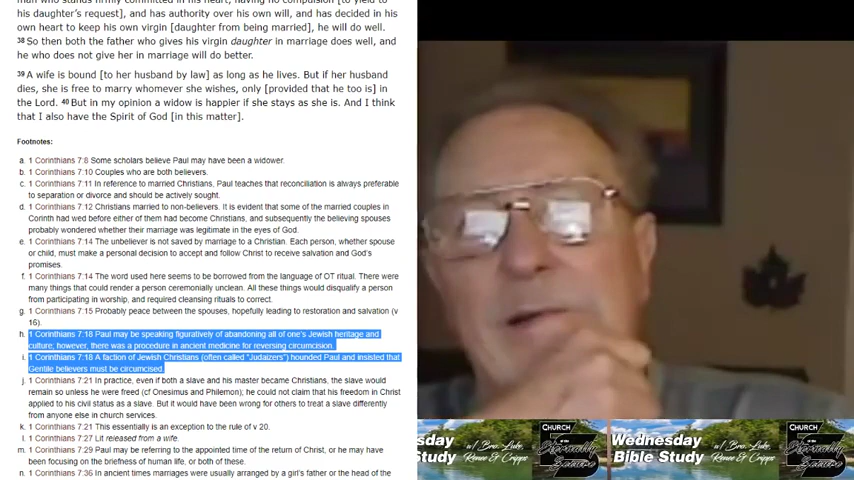 man who stands firmly committed in his heart, having no compulsion [to yield to
his daughter's request], and has authority over his own will, and has decided in his
own heart to keep his own virgin [daughter from being married], he will do well.
38 So then both the father who gives his virgin daughter in marriage does well, and
he who does not give her in marriage will do better.
39 A wife is bound [to her husband by law] as long as he lives. But if her husband
dies, she is free to marry whomever she wishes, only [provided that he too is] in
the Lord. 40 But in my opinion a widow is happier if she stays as she is. And I think
that I also have the Spirit of God [in this matter].
Footnotes:
a. 1 Corinthians 7:8 Some scholars believe Paul may have been a widower.
b. 1 Corinthians 7:10 Couples who are both believers.
c. 1 Corinthians 7:11 In reference to married Christians, Paul teaches that reconciliation is always preferable
to separation or divorce and should be actively sought.
d. 1 Corinthians 7:12 Christians married to non-believers. It is evident that some of the married couples in
Corinth had wed before either of them had become Christians, and subsequently the believing spouses
probably wondered whether their marriage was legitimate in the eyes of God.
e. 1 Corinthians 7:14 The unbeliever is not saved by marriage to a Christian. Each person, whether spouse
or child, must make a personal decision to accept and follow Christ to receive salvation and God's
promises.
f. 1 Corinthians 7:14 The word used here seems to be borrowed from the language of OT ritual. There were
many things that could render a person ceremonially unclean. All these things would disqualify a person
from participating in worship, and required cleansing rituals to correct.
g. 1 Corinthians 7:15 Probably peace between the spouses, hopefully leading to restoration and salvation (v
16).
h. 1 Corinthians 7:18 Paul may be speaking figuratively of abandoning all of one's Jewish heritage and
culture; however, there was a procedure in ancient medicine for reversing circumcision.
i. 1 Corinthians 7:18 A faction of Jewish Christians (often called "Judaizers") hounded Paul and insisted that
Gentile believers must be circumcised.
j. 1 Corinthians 7:21 In practice, even if both a slave and his master became Christians, the slave would
remain so unless he were freed (cf Onesimus and Philemon); he could not claim that his freedom in Christ
applied to his civil status as a slave. But it would have been wrong for others to treat a slave differently
from anyone else in church services.
k. 1 Corinthians 7:21 This essentially is an exception to the rule of v 20.
l. 1 Corinthians 7:27 Lit released from a wife.
m. 1 Corinthians 7:29 Paul may be referring to the appointed time of the return of Christ, or he may have
been focusing on the briefness of human life, or both of these.
n. 1 Corinthians 7:36 In ancient times marriages were usually arranged by a girl's father or the head of the
sday
Study
w/ Bro. Luke,
Renee & Cripps
CHURCH
OF THE
Eternally
Secure
Wednesday
Bible Study
w/ Bro. Luke,
Renee & Cripps
CHURCH
OF THE
Eternally
Secure